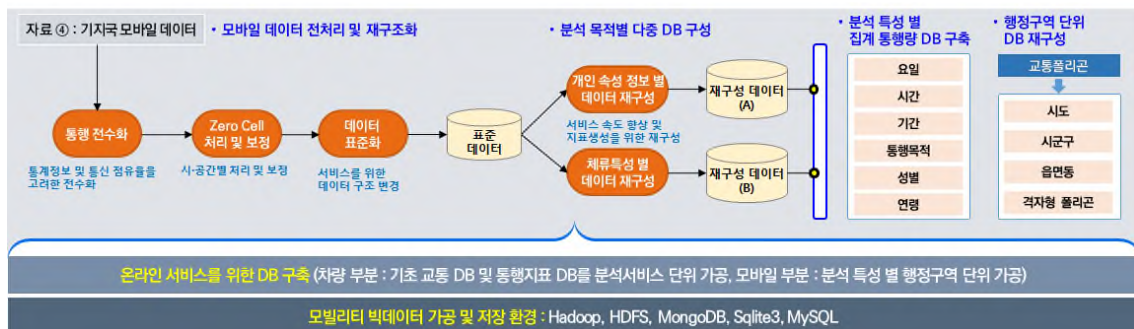 자료 ④ : 기지국 모바일 데이터
• 모바일 데이터 전처리 및 재구조화
• 분석 목적별 다중 DB 구성
• 분석 특성 별
집계 통행량 DB 구축
• 행정구역 단위
DB 재구성
통행 전수화
통계정보 및 통신 점유율을
고려한 전수화
Zero Cell
처리 및 보정
시·공간별 처리 및 보정
데이터
표준화
서비스를 위한
데이터 구조 변경
표준
데이터
개인 속성 정보 별
데이터 재구성
서비스 속도 향상 및
지표생성을 위한 재구성
체류특성 별
데이터 재구성
재구성 데이터
(A)
재구성 데이터
(B)
요일
시간
기간
통행목적
성별
연령
교통폴리곤
시도
시군구
읍면동
격자형 폴리곤
온라인 서비스를 위한 DB 구축 (차량 부분 : 기초 교통 DB 및 통행지표 DB를 분석서비스 단위 가공, 모바일 부분 : 분석 특성 별 행정구역 단위 가공)
모빌리티 빅데이터 가공 및 저장 환경 : Hadoop, HDFS, MongoDB, Sqlite3, MySQL